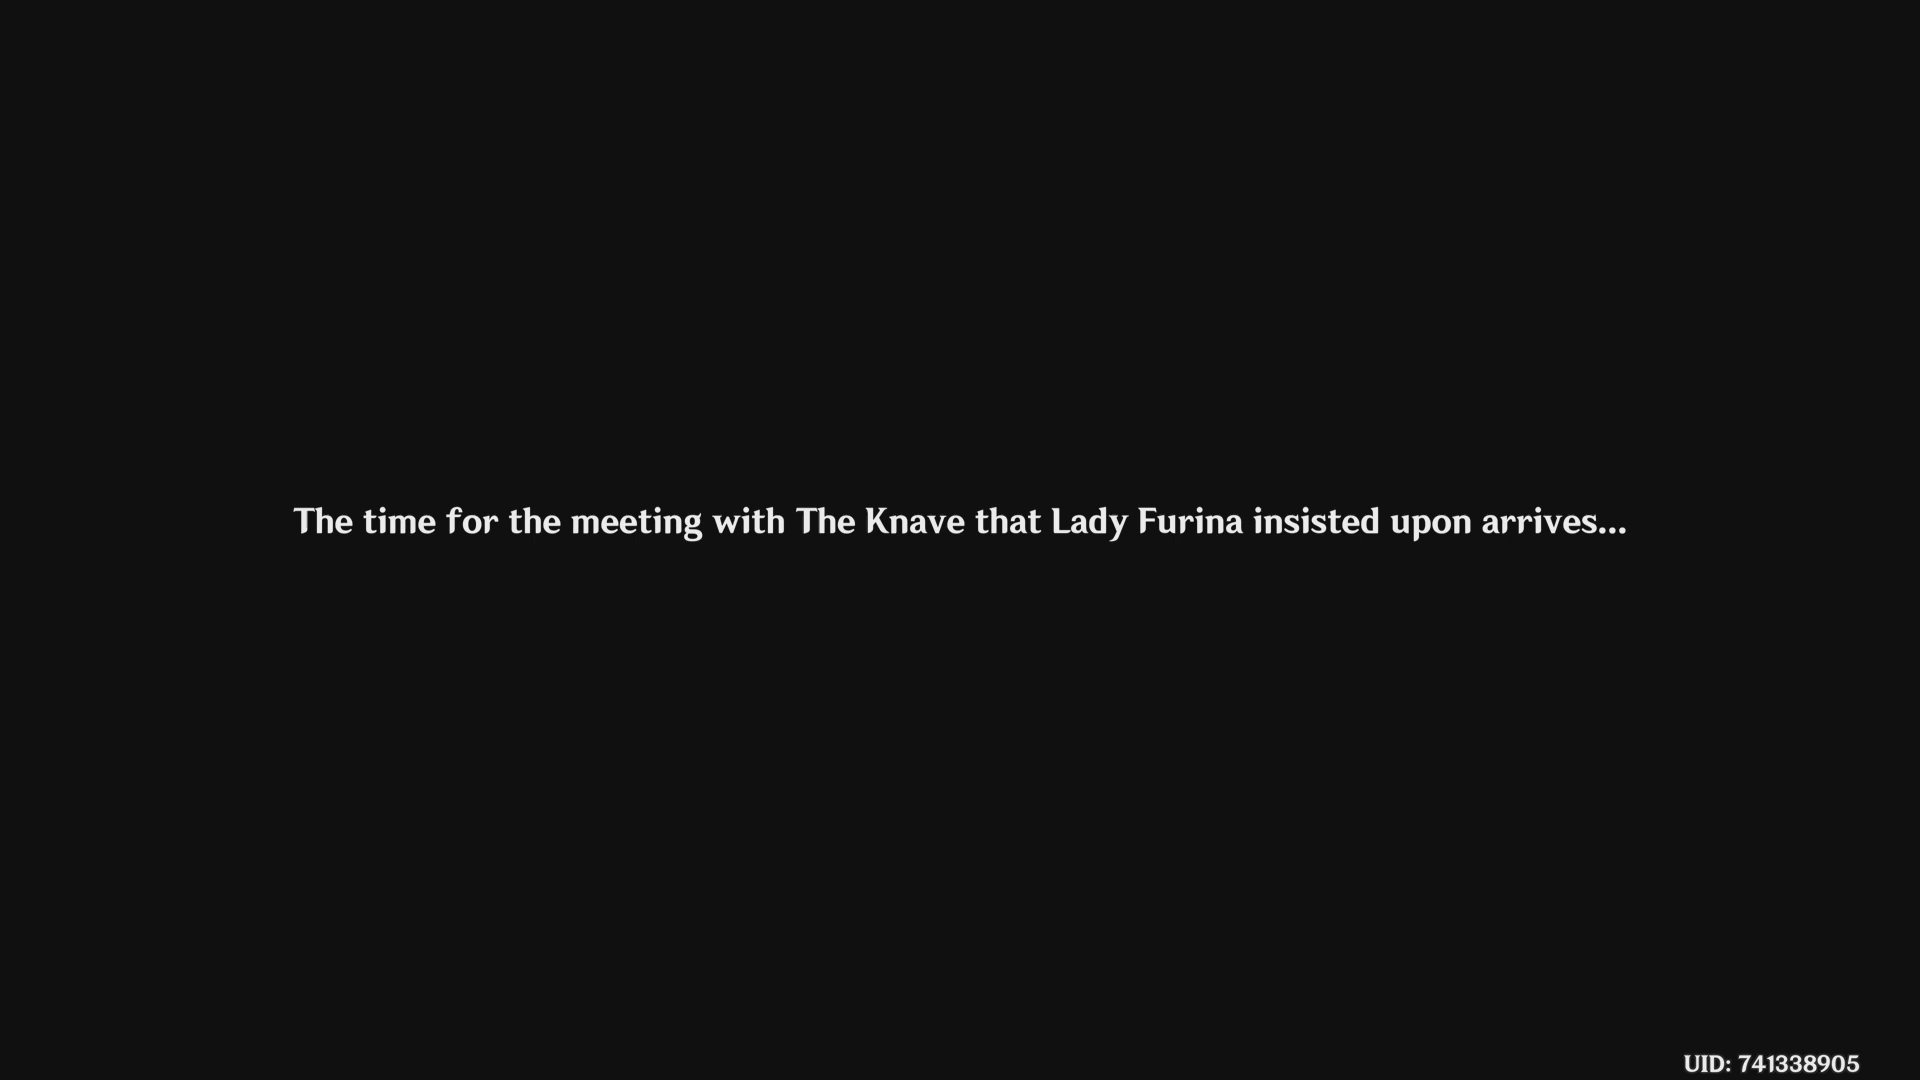 The time for the meeting with The Knave that Lady Furina insisted upon arrives...
UID: 741338905